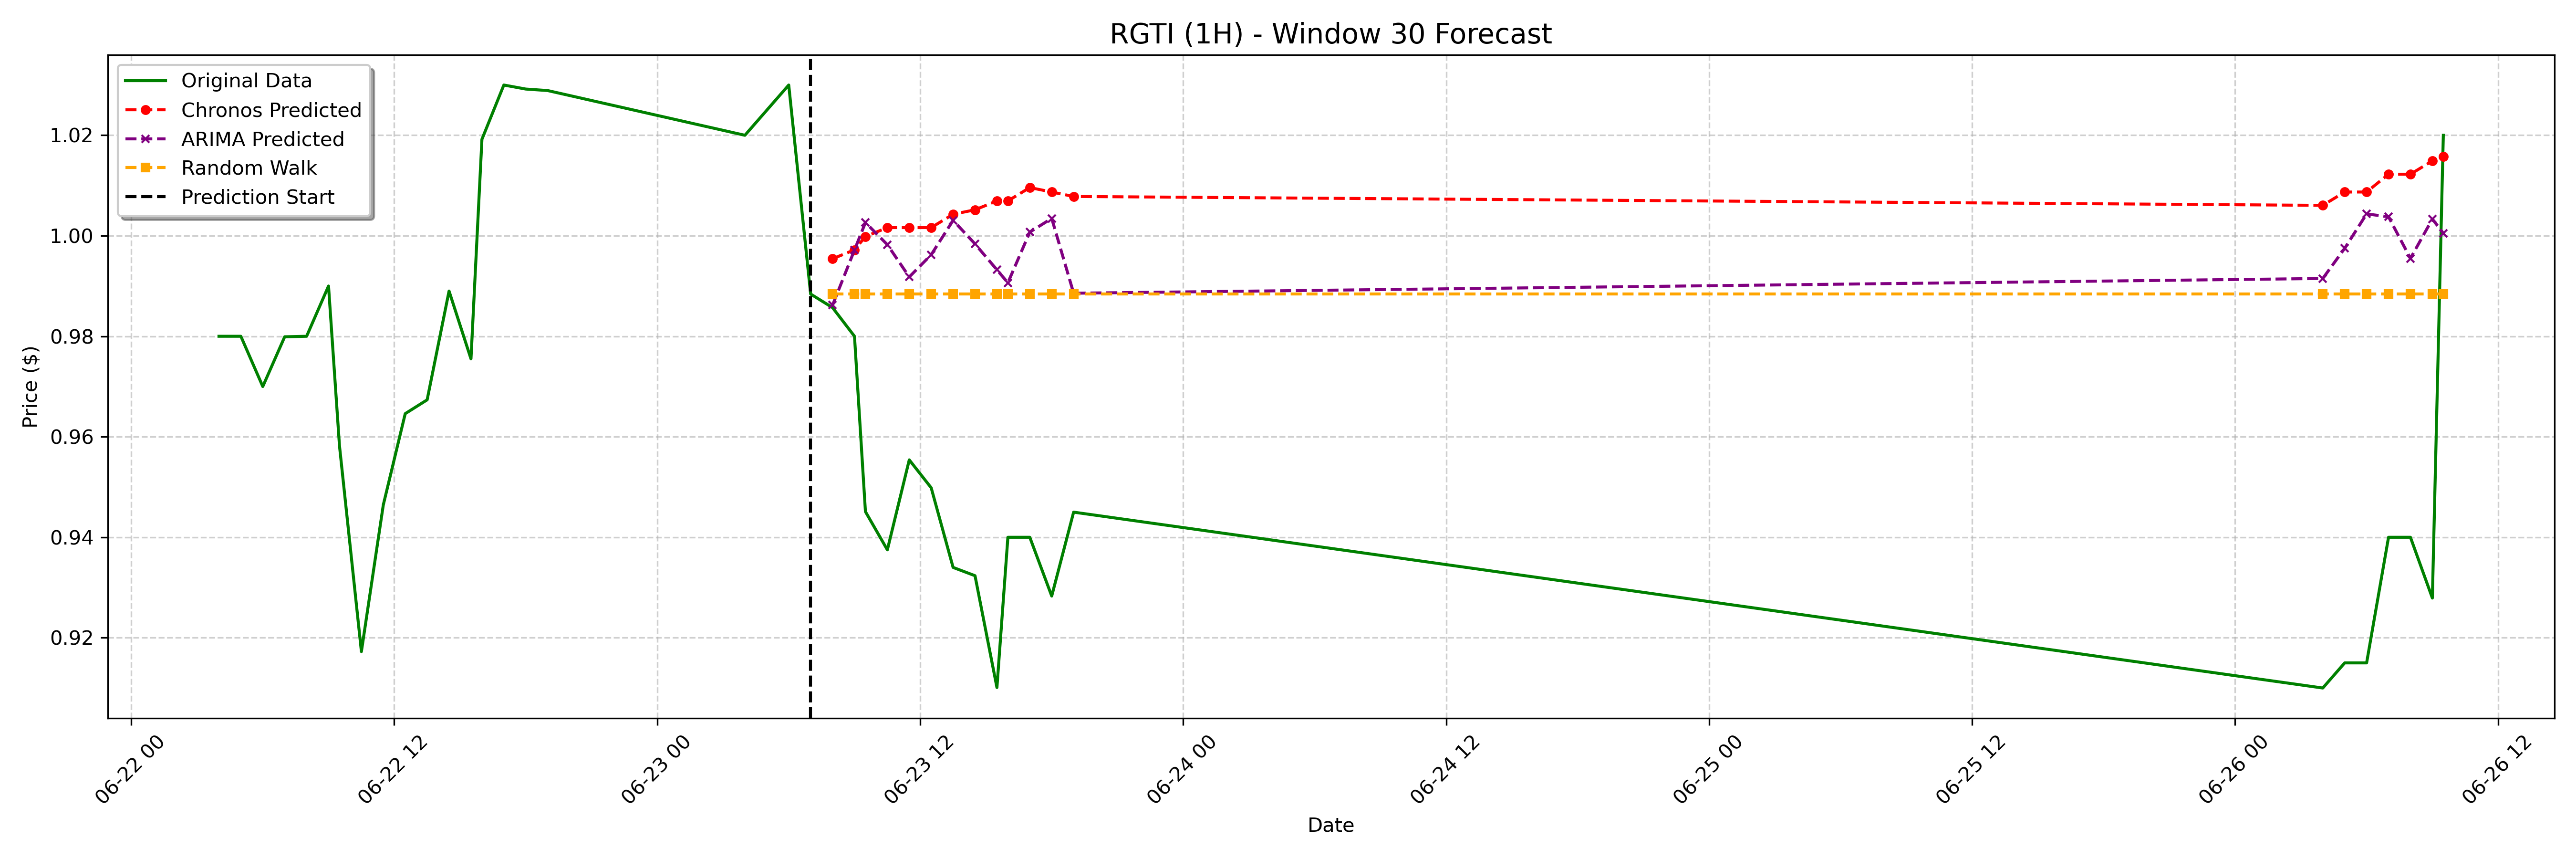 RGTI (1H) - Window 30 Forecast
Original Data
Chronos Predicted
ARIMA Predicted
Random Walk
Prediction Start
Price ($)
1.02
1.00
0.98
0.96
0.94
0.92
06-22 00
06-22 12
06-23 00
06-23 12
06-24 00
06-24 12
06-25 00
06-25 12
06-26 00
06-26 12
Date